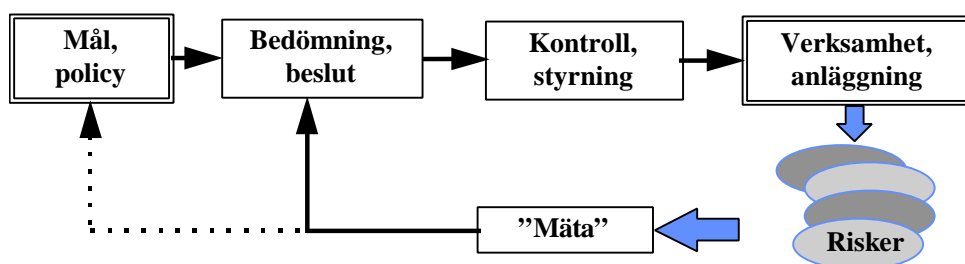 Mål,
policy
Bedömning,
beslut
Kontroll,
styrning
Verksamhet,
anläggning
”Mäta”
Risker